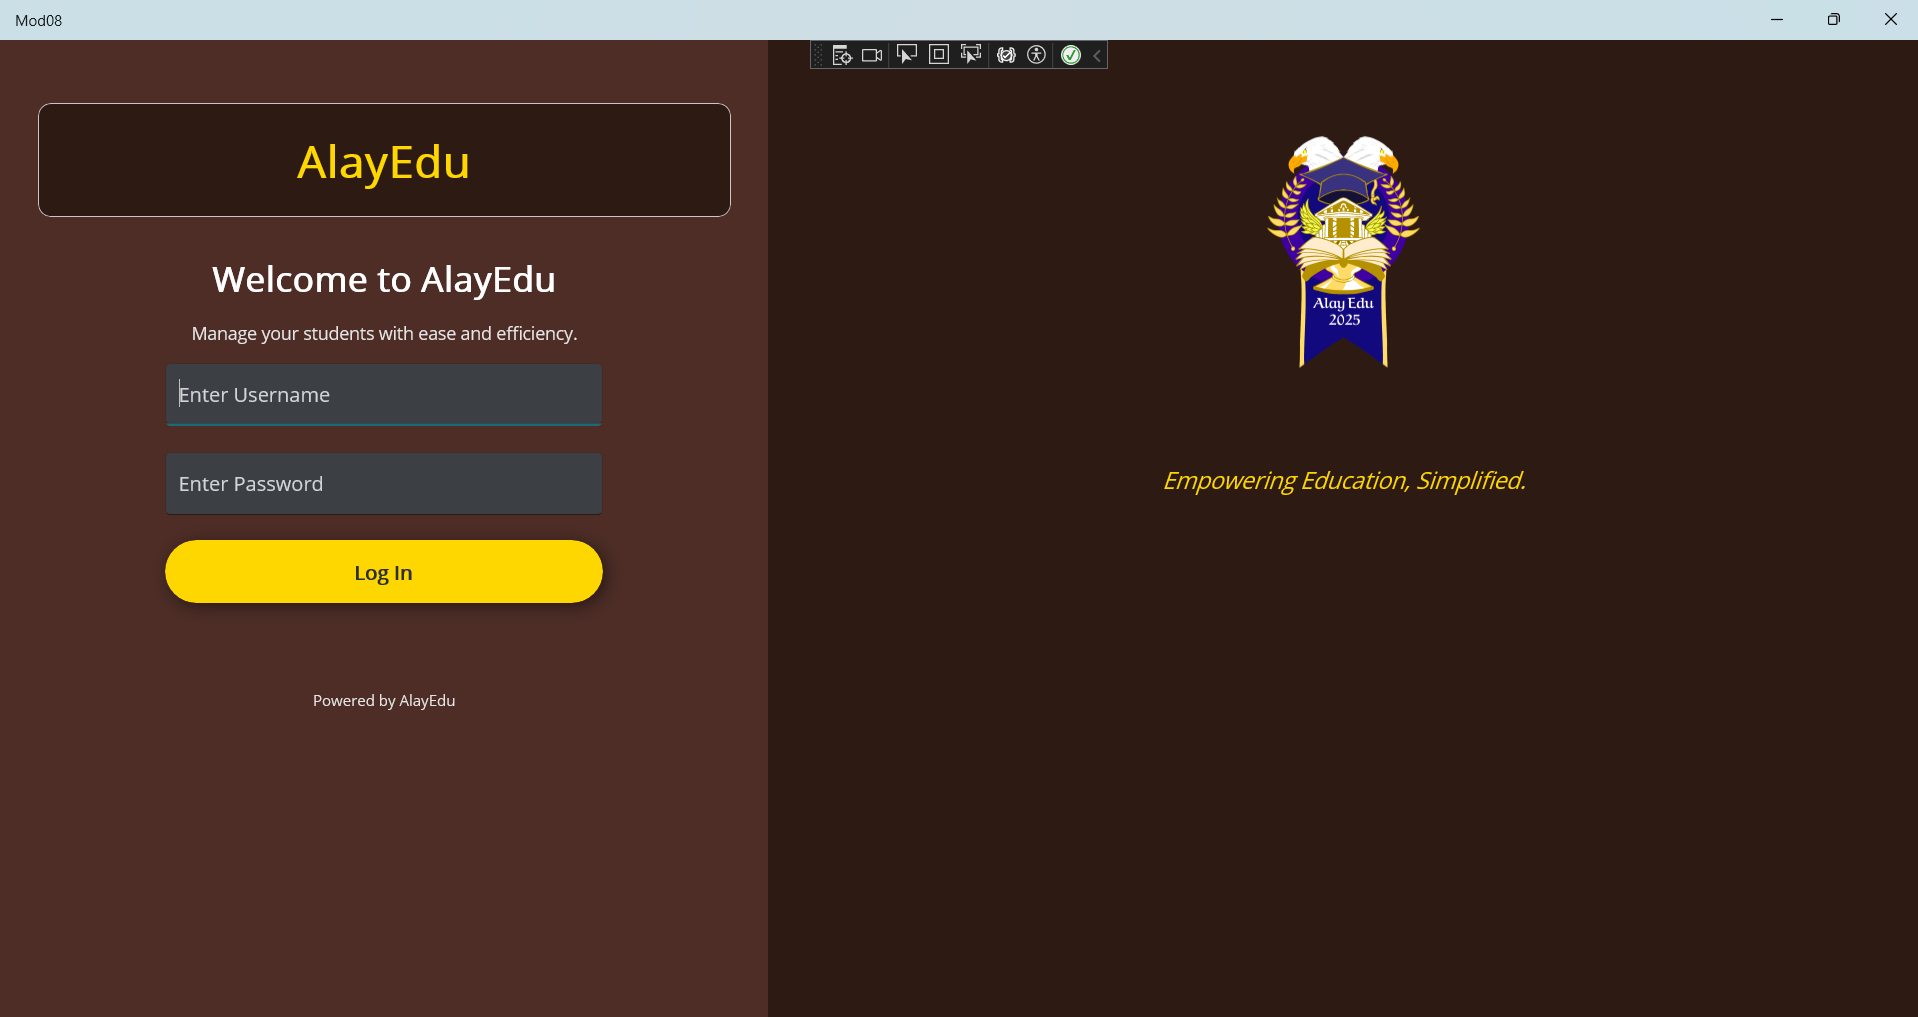 Mod08
AlayEdu
Welcome to AlayEdu
Manage your students with ease and efficiency.
Enter Username
Enter Password
Log In
Powered by AlayEdu
Alay Edu
2025
Empowering Education, Simplified.